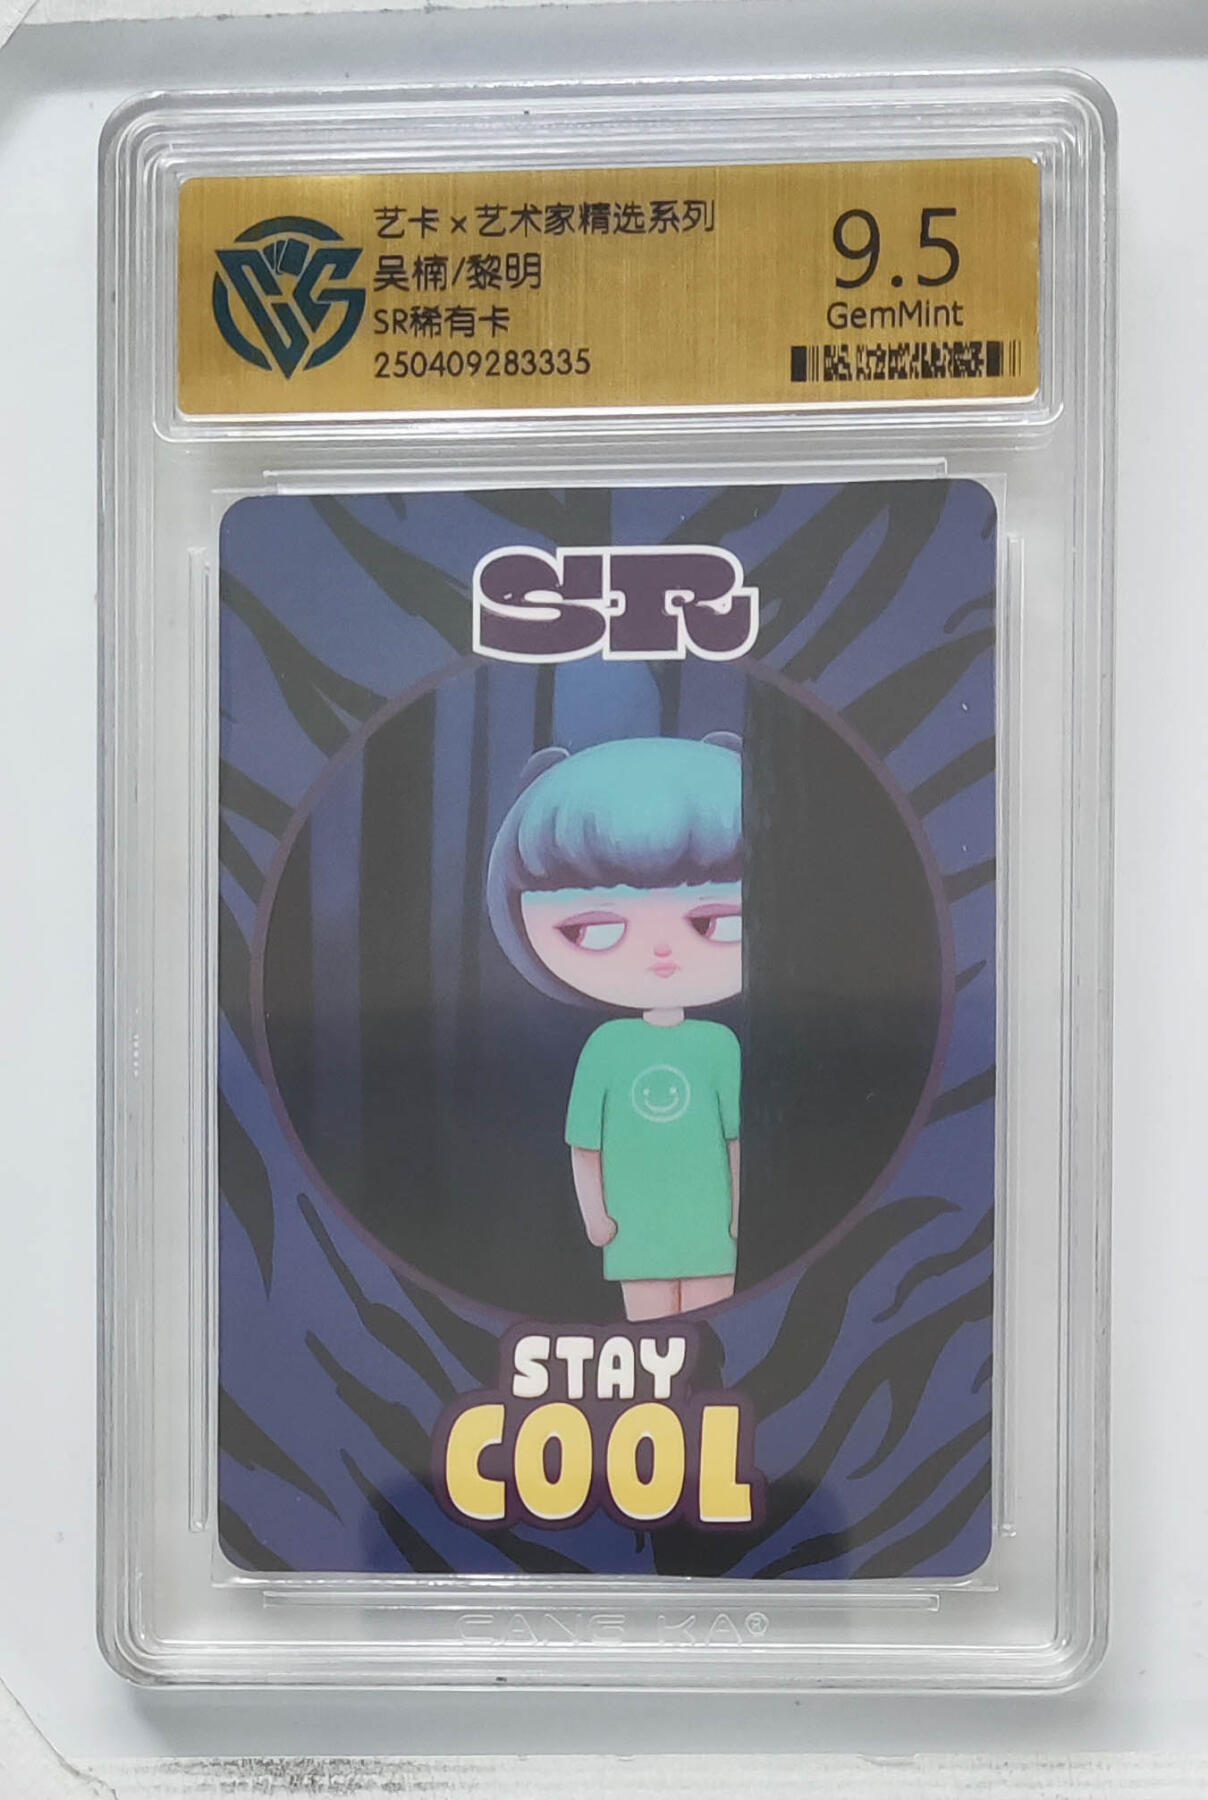 艺卡 x 艺术家精选系列
吴楠/黎明
SR稀有卡
250409283335
9.5
GemMint
CCS
SR
STAY
COOL
CANG KA®